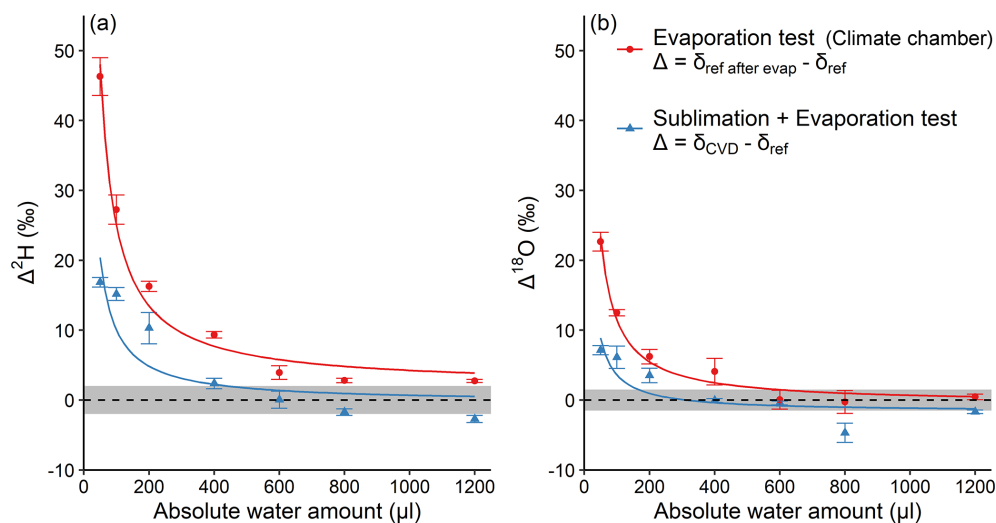 (a)
50
40
30
20
10
0
-10
Δ²H (‰)
0 200 400 600 800 1000 1200
Absolute water amount (µl)
(b)
Evaporation test (Climate chamber)
Δ = δref after evap - δref
Sublimation + Evaporation test
Δ = δCVD - δref
50
40
30
20
10
0
-10
Δ¹⁸O (‰)
0 200 400 600 800 1000 1200
Absolute water amount (µl)